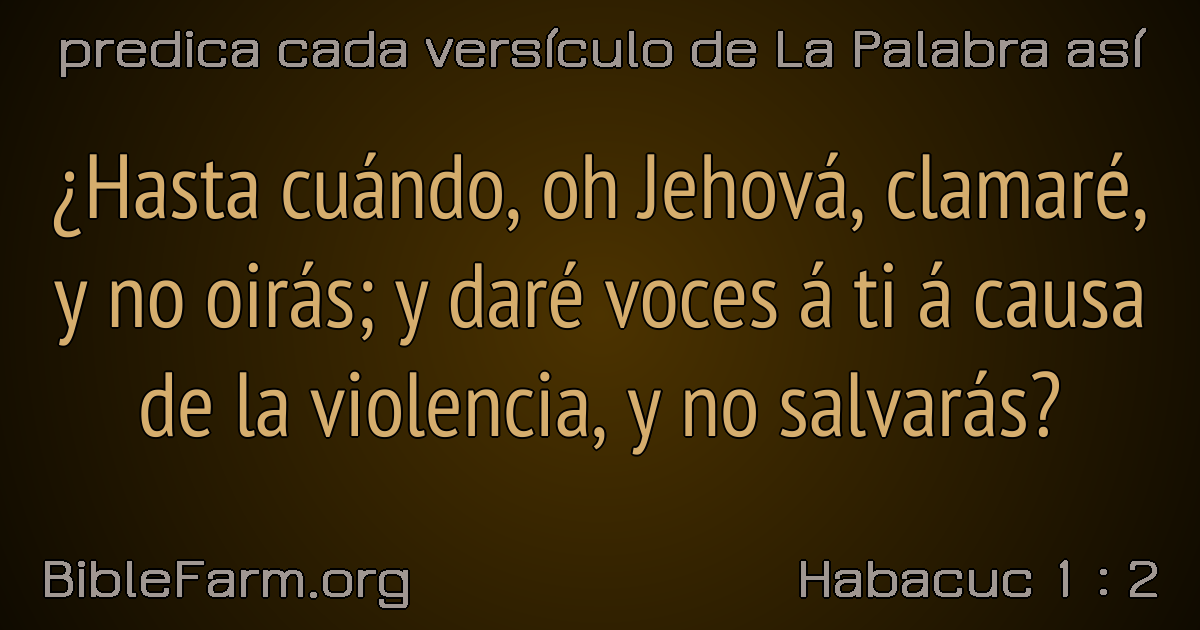 predica cada versículo de La Palabra así
¿Hasta cuándo, oh Jehová, clamaré,
y no oirás; y daré voces á ti á causa
de la violencia, y no salvarás?
BibleFarm.org
Habacuc 1 : 2